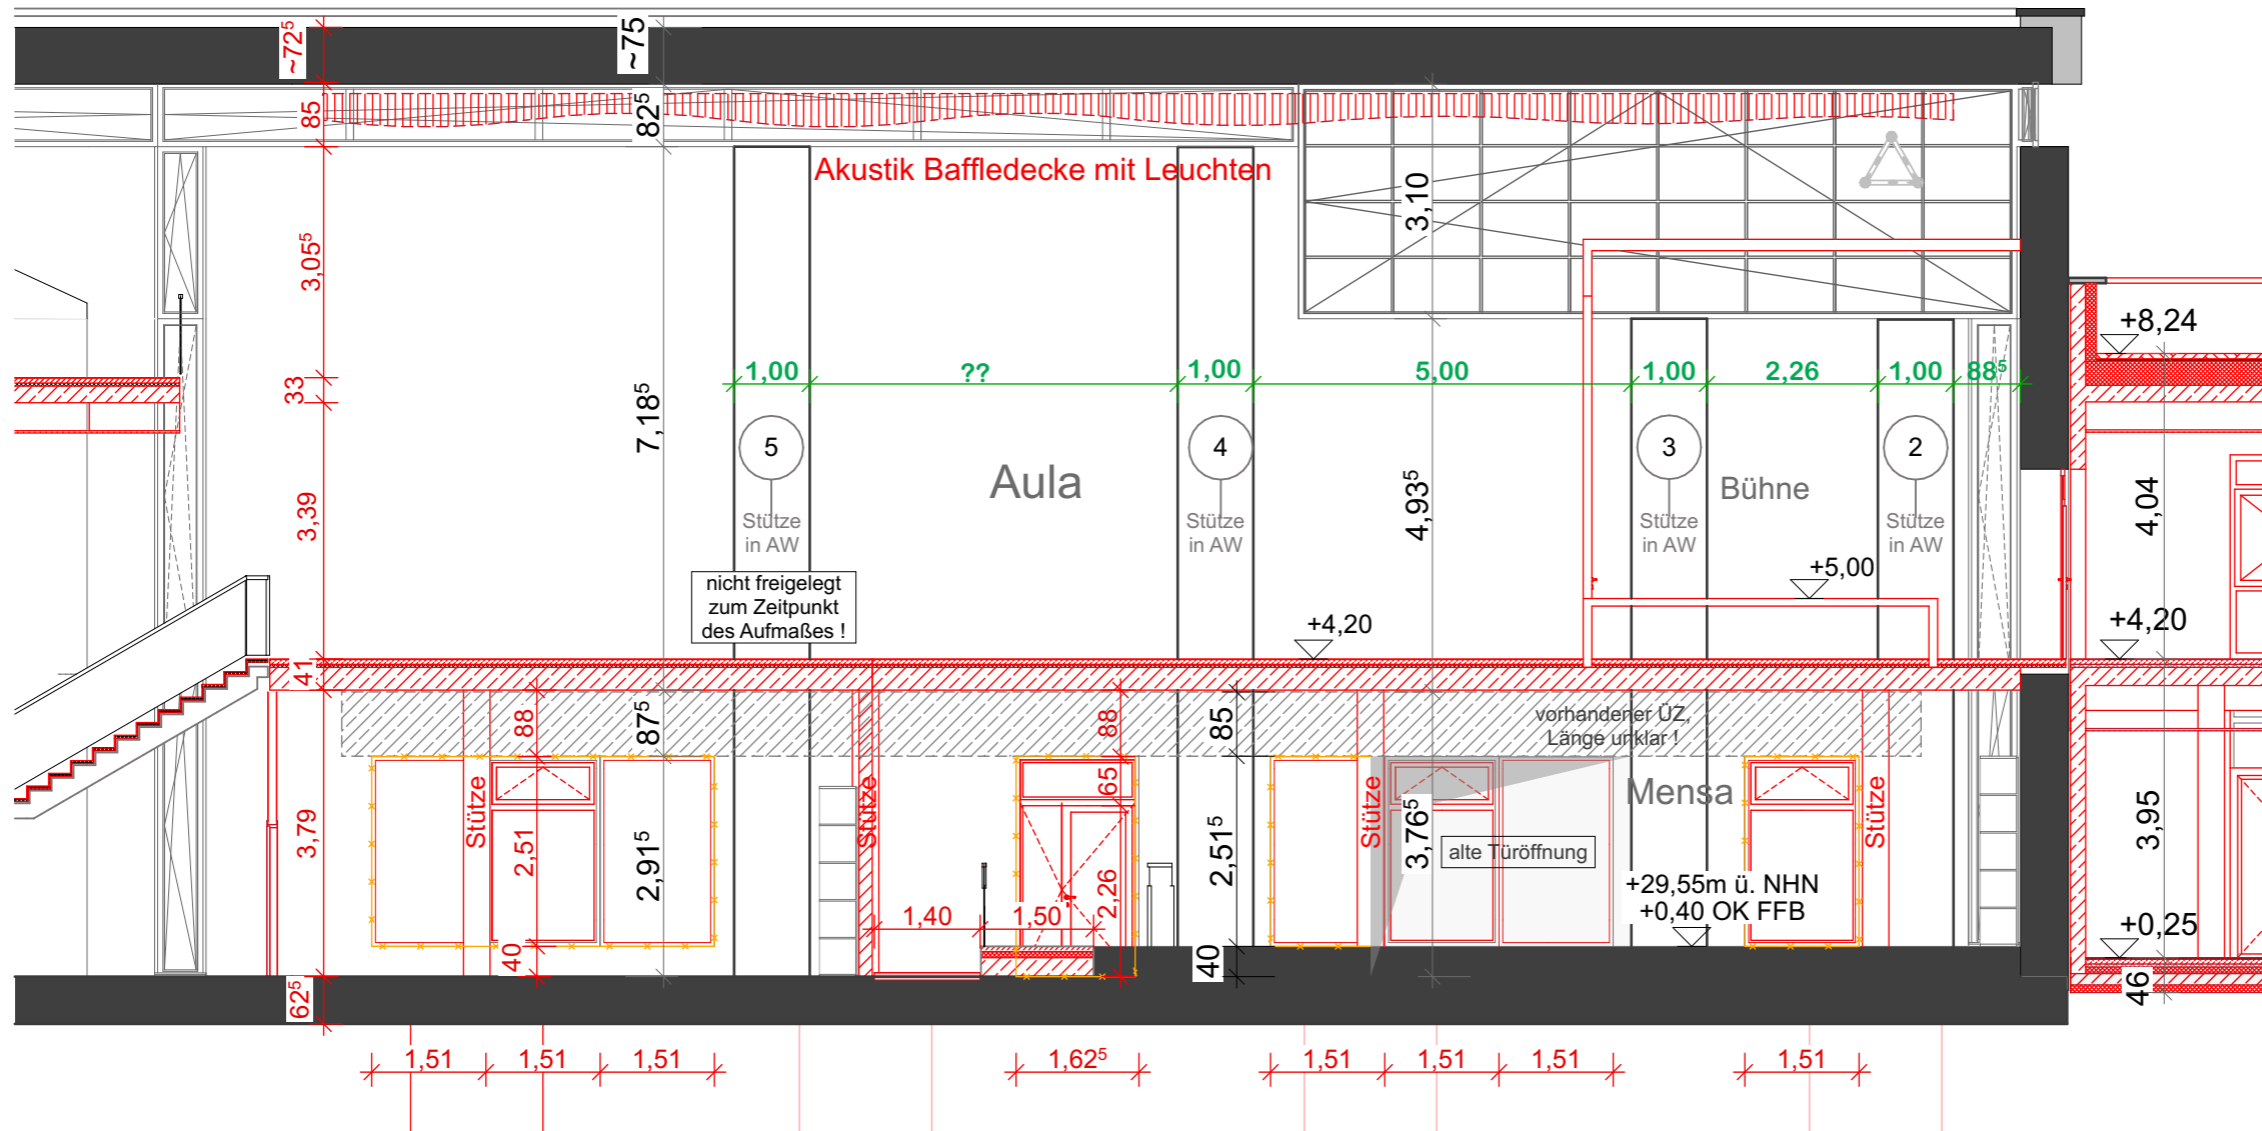 ~72⁵
~75
85
82⁵
Akustik Baffledecke mit Leuchten
3,10
3,05⁵
+8,24
1,00
??
1,00
5,00
1,00
2,26
1,00
88⁵
33
7,18⁵
5
4
3
2
Aula
Bühne
4,93⁵
3,39
4,04
Stütze
in AW
Stütze
in AW
Stütze
in AW
Stütze
in AW
nicht freigelegt
zum Zeitpunkt
des Aufmaßes !
+5,00
+4,20
+4,20
41
88
87⁵
88
85
vorhandener ÜZ,
Länge unklar !
Stütze
Stütze
Stütze
Stütze
65
Mensa
3,79
2,51
2,91⁵
2,51⁵
3,76⁵
alte Türöffnung
3,95
2,26
+29,55m ü. NHN
+0,40 OK FFB
1,40
1,50
+0,25
40
40
46
62⁵
1,51
1,51
1,51
1,62⁵
1,51
1,51
1,51
1,51